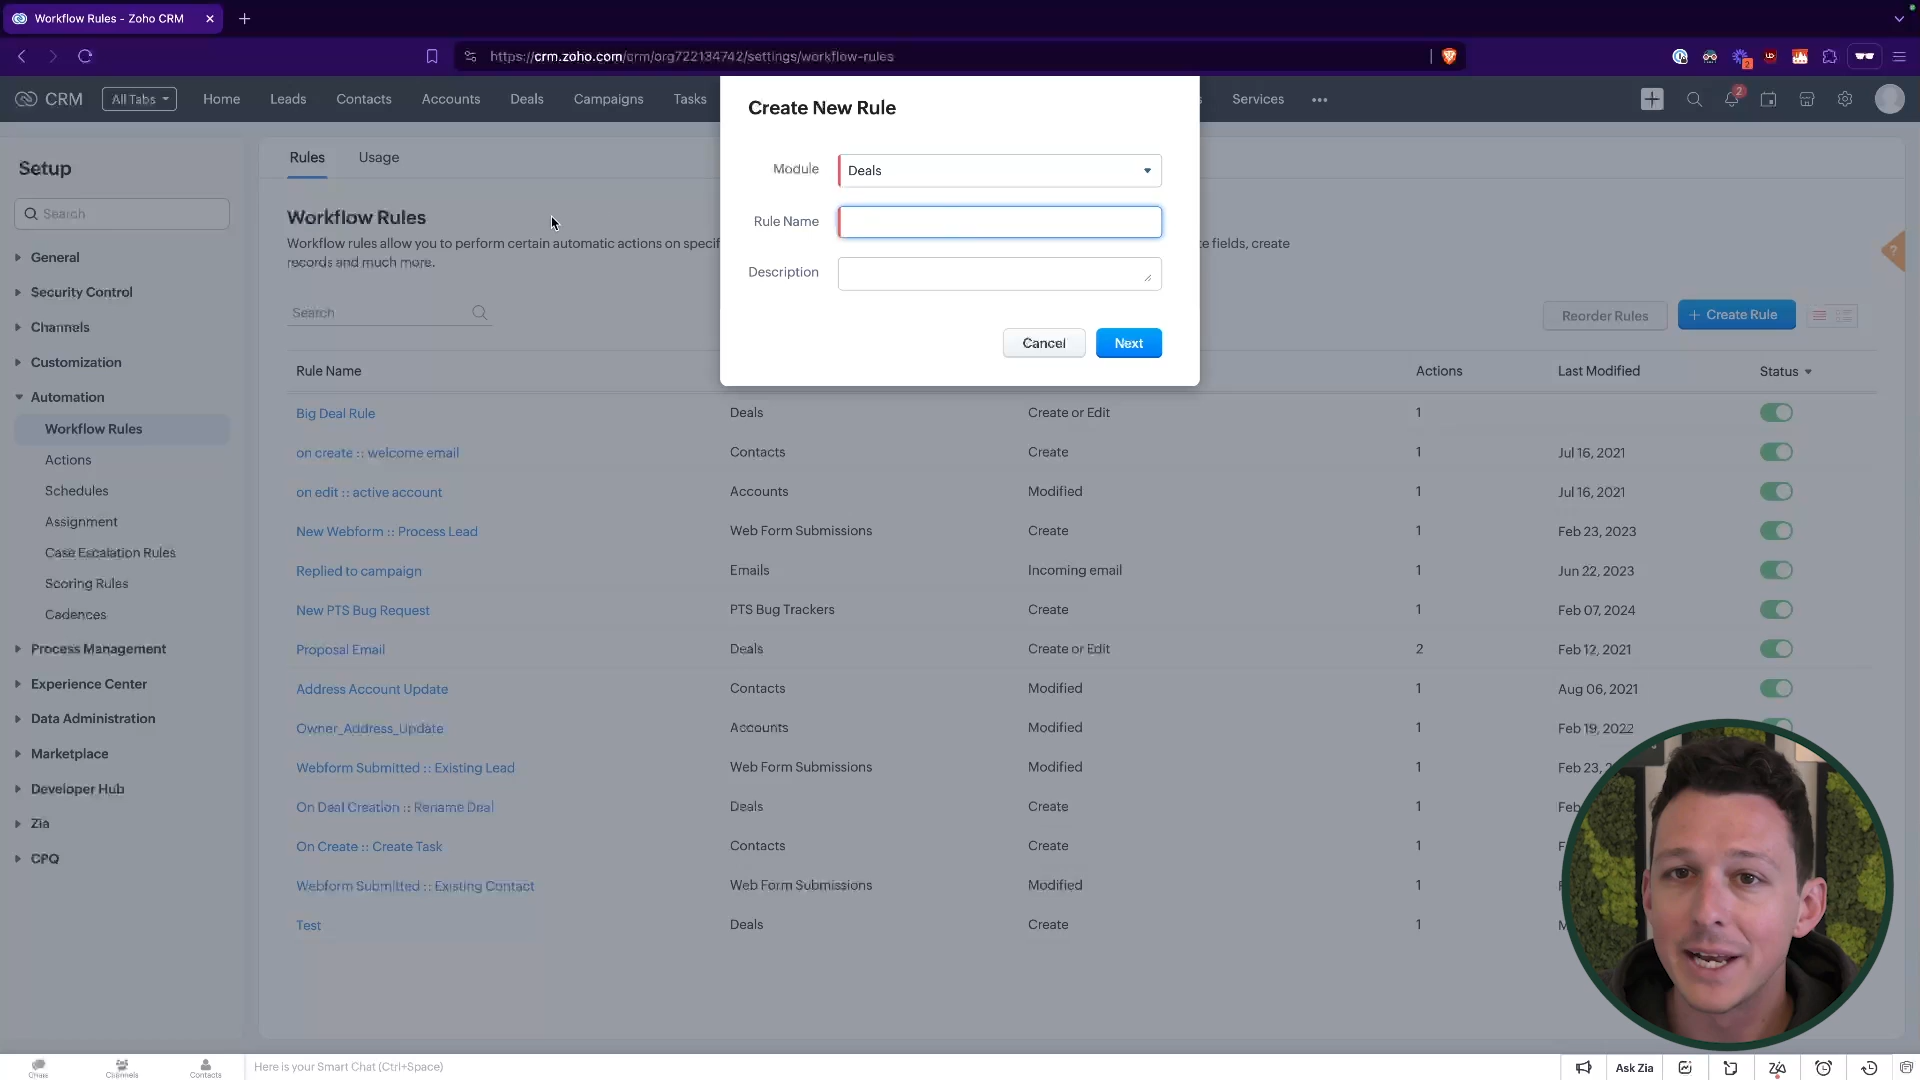 Workflow Rules - Zoho CRM
https://crm.zoho.com/crm/org722134742/settings/workflow-rules
2
CRM
All Tabs
Home
Leads
Contacts
Accounts
Deals
Campaigns
Tasks
Services
2
Create New Rule
Module
Deals
Rule Name
Description
Cancel
Next
Setup
Search
General
Security Control
Channels
Customization
Automation
Workflow Rules
Actions
Schedules
Assignment
Case Escalation Rules
Scoring Rules
Cadences
Process Management
Experience Center
Data Administration
Marketplace
Developer Hub
Zia
CPQ
Rules
Usage
Workflow Rules
Workflow rules allow you to perform certain automatic actions on specif
e fields, create
records and much more.
?
Search
Reorder Rules
+ Create Rule
Rule Name
Actions
Last Modified
Status
Big Deal Rule Deals Create or Edit 1
on create :: welcome email Contacts Create 1 Jul 16, 2021
on edit :: active account Accounts Modified 1 Jul 16, 2021
New Webform :: Process Lead Web Form Submissions Create 1 Feb 23, 2023
Replied to campaign Emails Incoming email 1 Jun 22, 2023
New PTS Bug Request PTS Bug Trackers Create 1 Feb 07, 2024
Proposal Email Deals Create or Edit 2 Feb 12, 2021
Address Account Update Contacts Modified 1 Aug 06, 2021
Owner_Address_Update Accounts Modified 1 Feb 19, 2022
Webform Submitted :: Existing Lead Web Form Submissions Modified 1 Feb 23, 2
On Deal Creation :: Rename Deal Deals Create 1 Feb
On Create :: Create Task Contacts Create 1 F
Webform Submitted :: Existing Contact Web Form Submissions Modified 1 F
Test Deals Create 1 M
Chats
Channels
Contacts
Here is your Smart Chat (Ctrl+Space)
Ask Zia